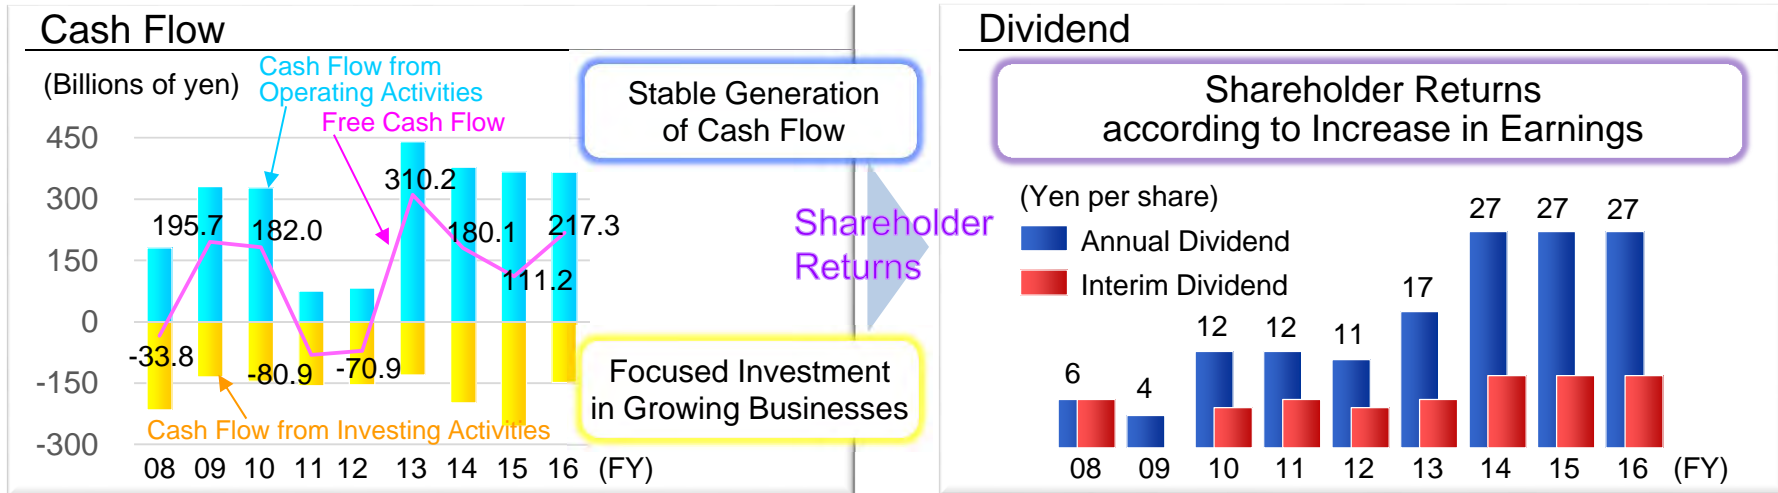 Cash Flow
(Billions of yen)
Cash Flow from
Operating Activities
Free Cash Flow
450
300
150
0
-150
-300
195.7
182.0
310.2
180.1
217.3
111.2
-33.8
-80.9
-70.9
Cash Flow from Investing Activities
08 09 10 11 12 13 14 15 16 (FY)
Stable Generation
of Cash Flow
Focused Investment
in Growing Businesses
Shareholder
Returns
Dividend
Shareholder Returns
according to Increase in Earnings
(Yen per share)
Annual Dividend
Interim Dividend
6 4 12 12 11 17 27 27 27
08 09 10 11 12 13 14 15 16 (FY)